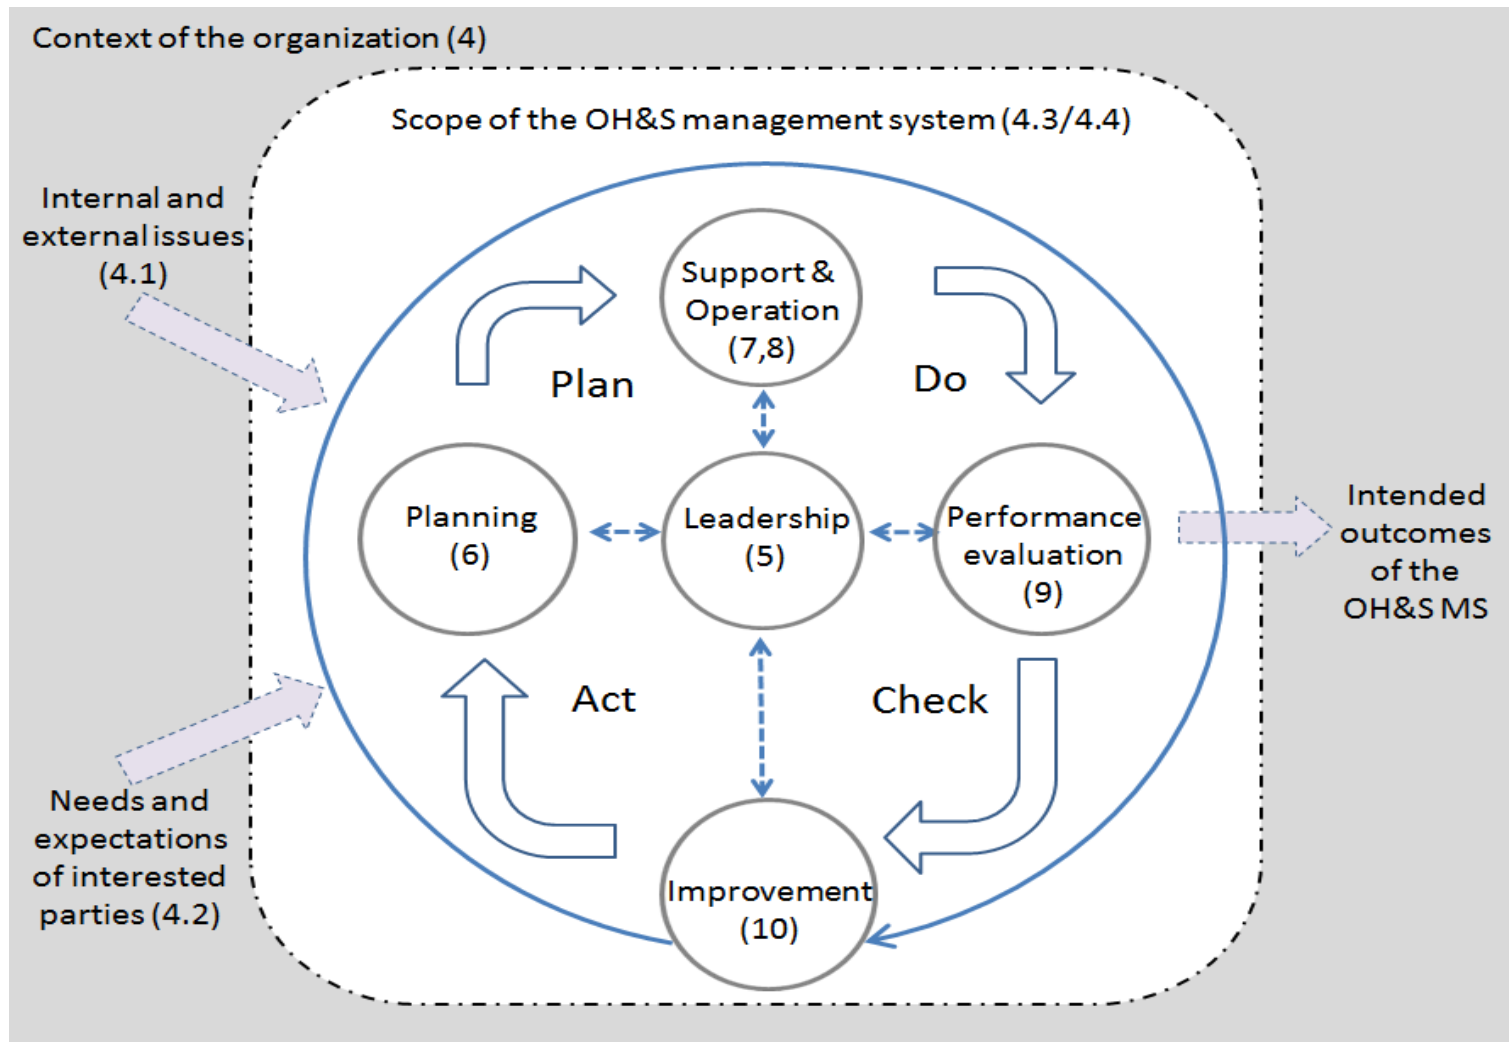 Context of the organization (4)
Scope of the OH&S management system (4.3/4.4)
Internal and
external issues
(4.1)
Support &
Operation
(7,8)
Plan
Do
Planning
(6)
Leadership
(5)
Performance
evaluation
(9)
Intended
outcomes
of the
OH&S MS
Act
Check
Needs and
expectations
of interested
parties (4.2)
Improvement
(10)